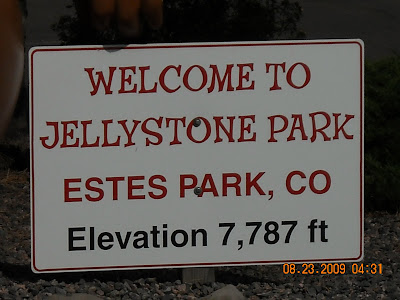 WELCOME TO
JELLYSTONE PARK
ESTES PARK, CO
Elevation 7,787 ft
08.23.2009 04:31